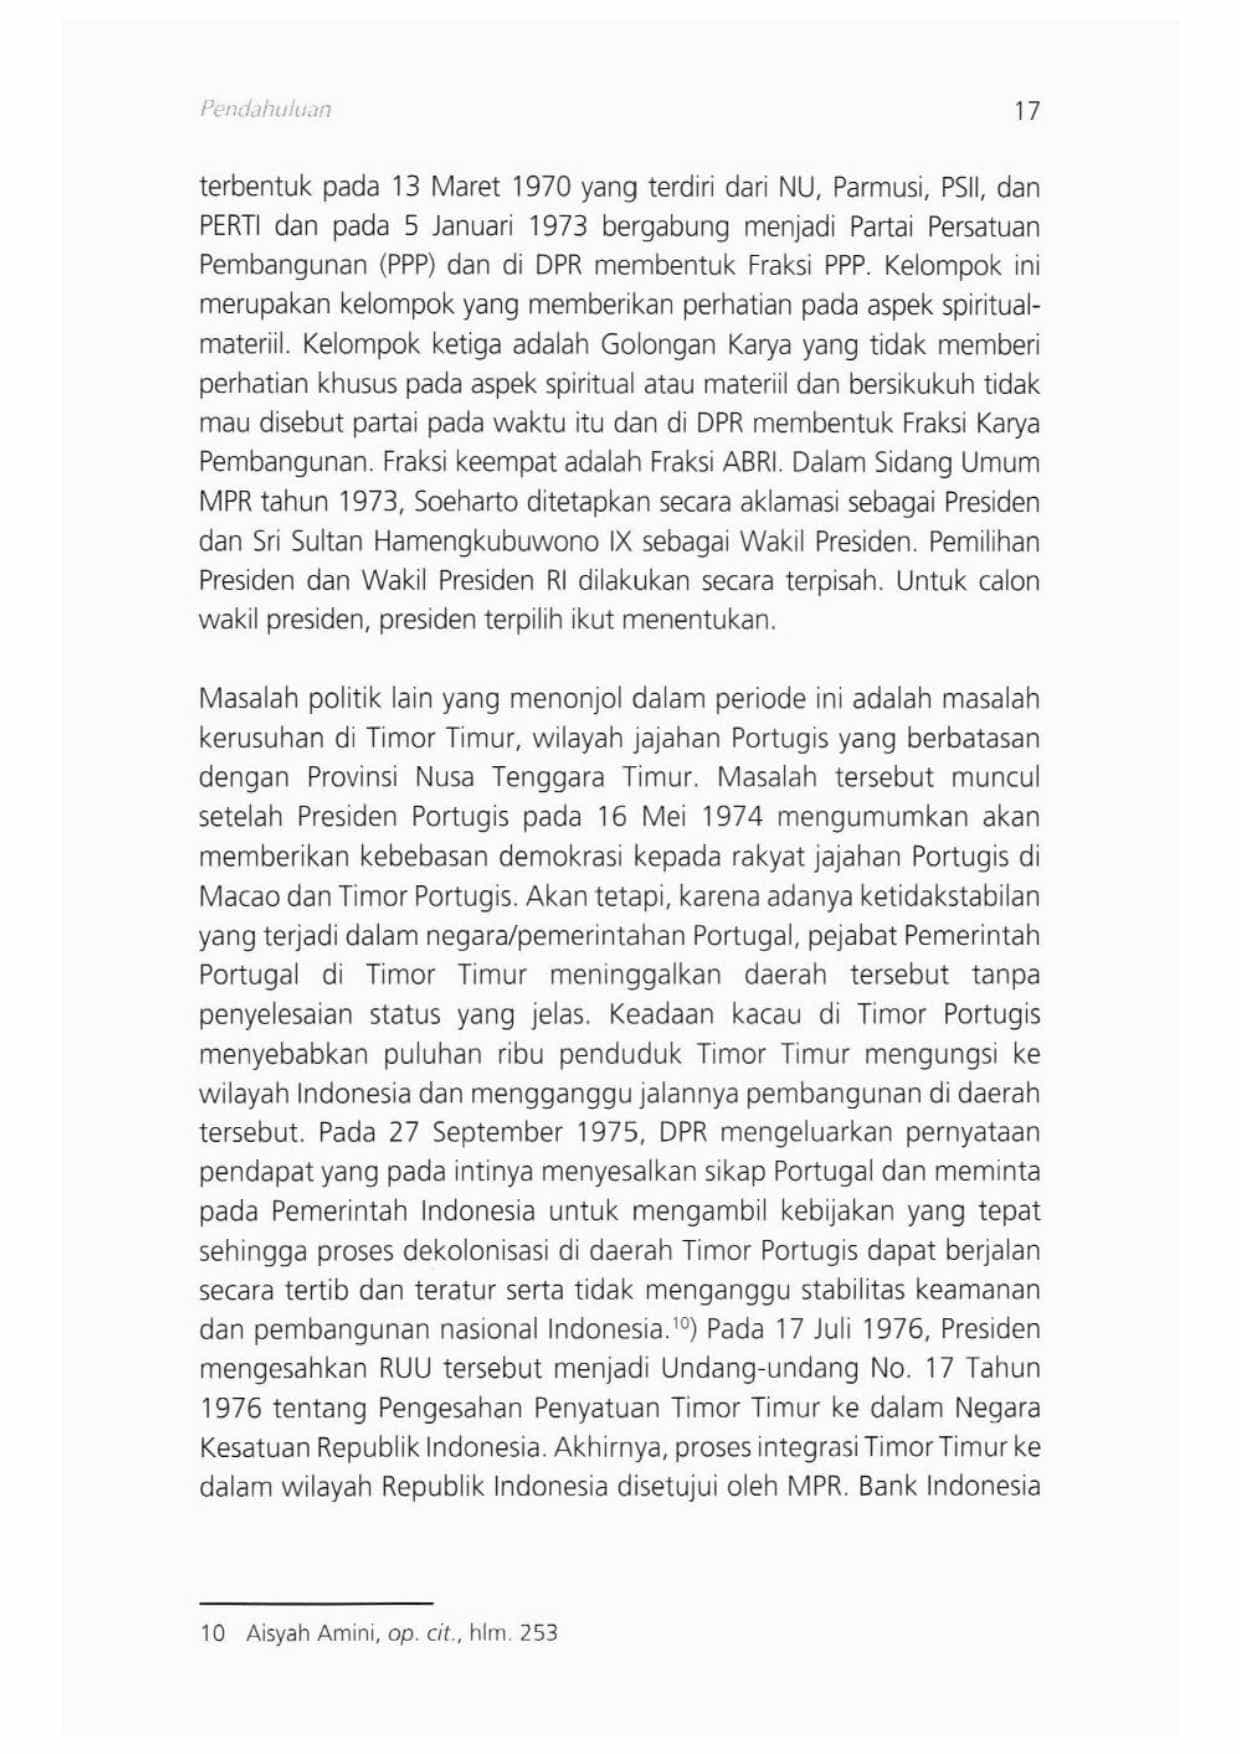 Pendahuluan 17
terbentuk pada 13 Maret 1970 yang terdiri dari NU, Parmusi, PSII, dan
PERTI dan pada 5 Januari 1973 bergabung menjadi Partai Persatuan
Pembangunan (PPP) dan di DPR membentuk Fraksi PPP. Kelompok ini
merupakan kelompok yang memberikan perhatian pada aspek spiritual-
materiil. Kelompok ketiga adalah Golongan Karya yang tidak memberi
perhatian khusus pada aspek spiritual atau materiil dan bersikukuh tidak
mau disebut partai pada waktu itu dan di DPR membentuk Fraksi Karya
Pembangunan. Fraksi keempat adalah Fraksi ABRI. Dalam Sidang Umum
MPR tahun 1973, Soeharto ditetapkan secara aklamasi sebagai Presiden
dan Sri Sultan Hamengkubuwono IX sebagai Wakil Presiden. Pemilihan
Presiden dan Wakil Presiden RI dilakukan secara terpisah. Untuk calon
wakil presiden, presiden terpilih ikut menentukan.
Masalah politik lain yang menonjol dalam periode ini adalah masalah
kerusuhan di Timor Timur, wilayah jajahan Portugis yang berbatasan
dengan Provinsi Nusa Tenggara Timur. Masalah tersebut muncul
setelah Presiden Portugis pada 16 Mei 1974 mengumumkan akan
memberikan kebebasan demokrasi kepada rakyat jajahan Portugis di
Macao dan Timor Portugis. Akan tetapi, karena adanya ketidakstabilan
yang terjadi dalam negara/pemerintahan Portugal, pejabat Pemerintah
Portugal di Timor Timur meninggalkan daerah tersebut tanpa
penyelesaian status yang jelas. Keadaan kacau di Timor Portugis
menyebabkan puluhan ribu penduduk Timor Timur mengungsi ke
wilayah Indonesia dan mengganggu jalannya pembangunan di daerah
tersebut. Pada 27 September 1975, DPR mengeluarkan pernyataan
pendapat yang pada intinya menyesalkan sikap Portugal dan meminta
pada Pemerintah Indonesia untuk mengambil kebijakan yang tepat
sehingga proses dekolonisasi di daerah Timor Portugis dapat berjalan
secara tertib dan teratur serta tidak menganggu stabilitas keamanan
dan pembangunan nasional Indonesia.¹⁰) Pada 17 Juli 1976, Presiden
mengesahkan RUU tersebut menjadi Undang-undang No. 17 Tahun
1976 tentang Pengesahan Penyatuan Timor Timur ke dalam Negara
Kesatuan Republik Indonesia. Akhirnya, proses integrasi Timor Timur ke
dalam wilayah Republik Indonesia disetujui oleh MPR. Bank Indonesia
10 Aisyah Amini, op. cit., hlm. 253